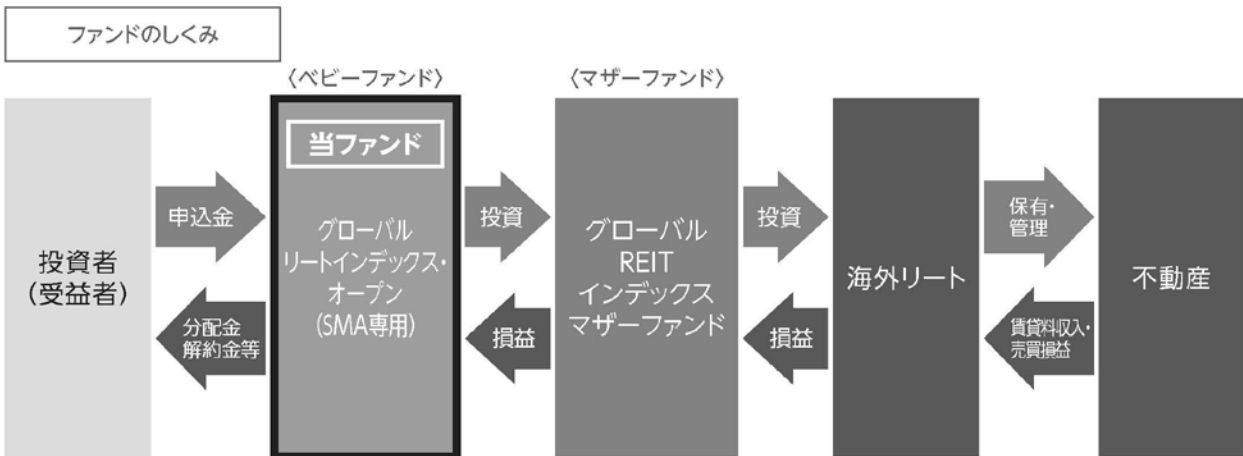 ファンドのしくみ
〈ベビーファンド〉
〈マザーファンド〉
投資者
(受益者)
申込金
分配金
解約金等
当ファンド
グローバル
リートインデックス・
オープン
(SMA専用)
投資
損益
グローバル
REIT
インデックス
マザーファンド
投資
損益
海外リート
保有・
管理
賃貸料収入・
売買損益
不動産